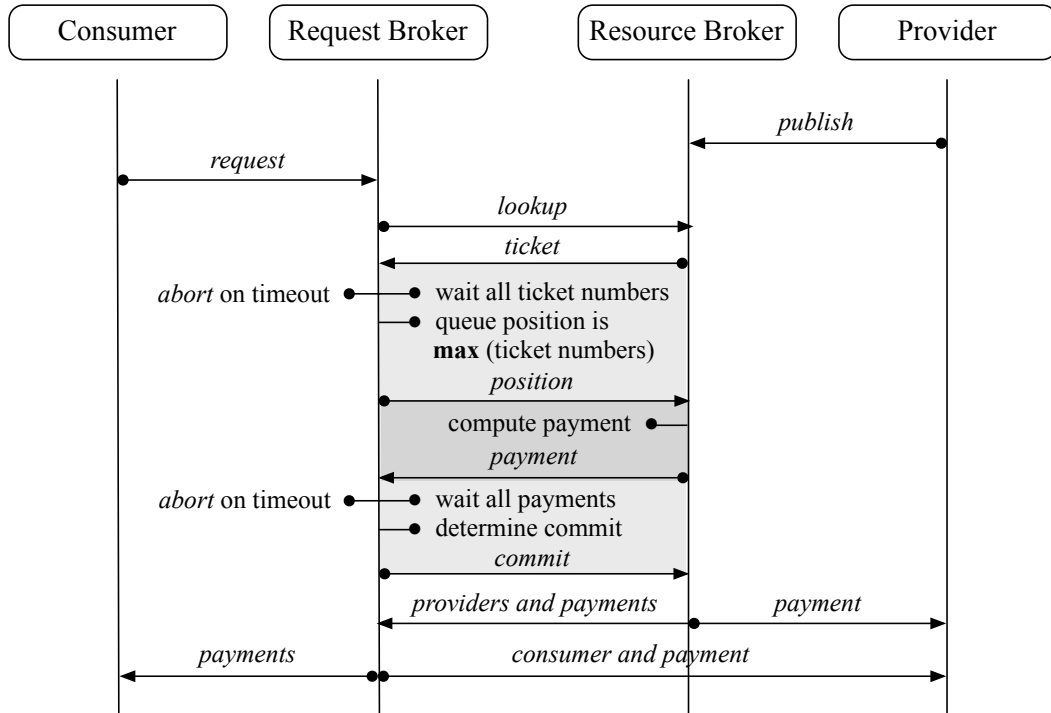 Consumer
Request Broker
Resource Broker
Provider
publish
request
lookup
ticket
abort on timeout
wait all ticket numbers
queue position is
max (ticket numbers)
position
compute payment
payment
abort on timeout
wait all payments
determine commit
commit
providers and payments
payment
payments
consumer and payment